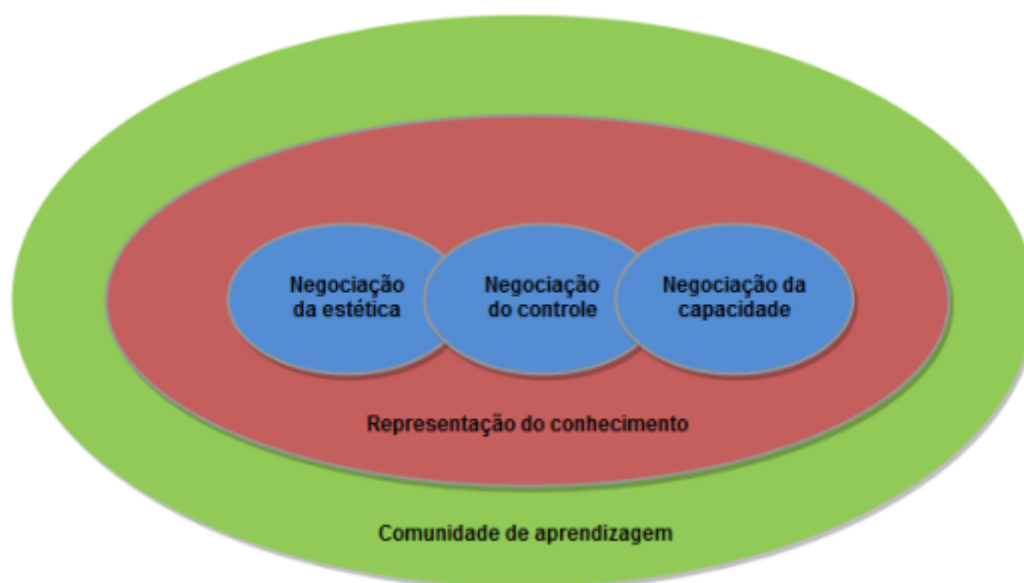 Negociação
da estética
Negociação
do controle
Negociação da
capacidade
Representação do conhecimento
Comunidade de aprendizagem